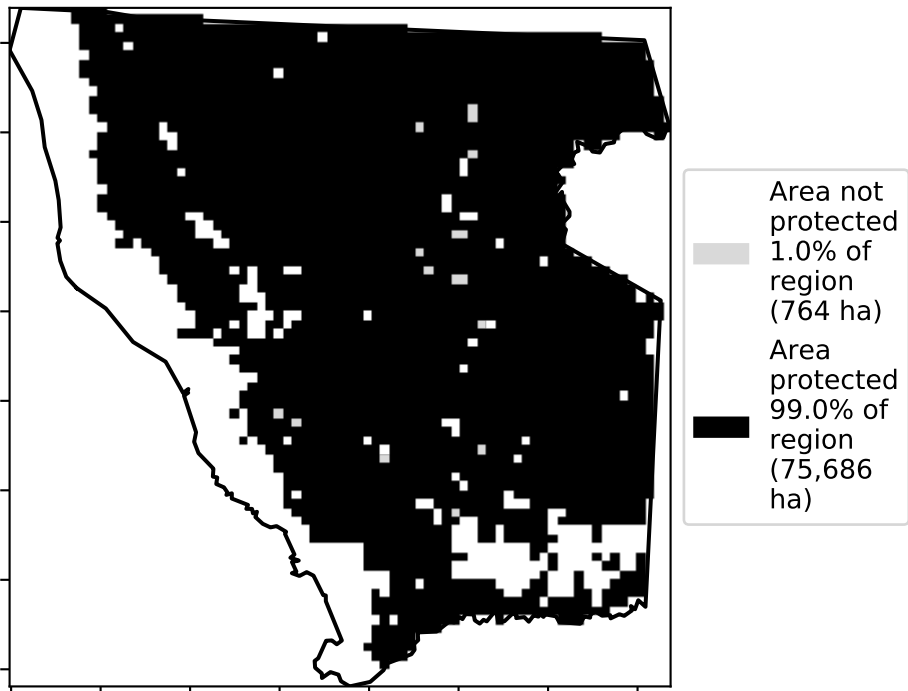 Area not
protected
1.0% of
region
(764 ha)
Area
protected
99.0% of
region
(75,686
ha)